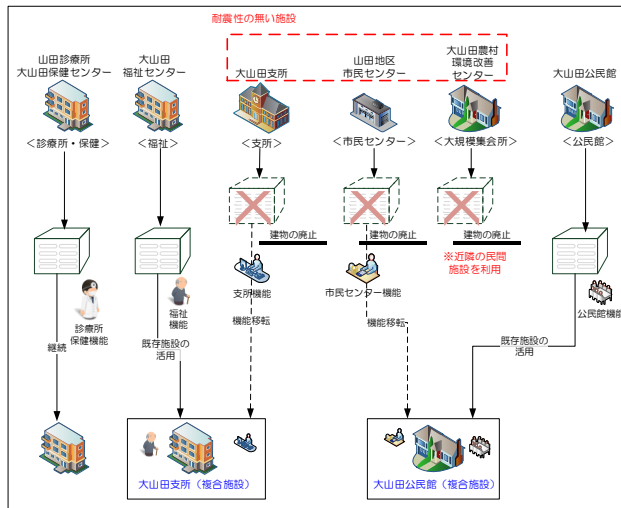 耐震性の無い施設
山田診療所
大山田保健センター
大山田
福祉センター
大山田支所
山田地区
市民センター
大山田農村
環境改善
センター
大山田公民館
＜診療所・保健＞
＜福祉＞
＜支所＞
＜市民センター＞
＜大規模集会所＞
＜公民館＞
建物の廃止
建物の廃止
建物の廃止
※近隣の民間
施設を利用
診療所
保健機能
福祉
機能
支所機能
市民センター機能
公民館機能
継続
既存施設の
活用
機能移転
機能移転
既存施設の
活用
大山田支所（複合施設）
大山田公民館（複合施設）